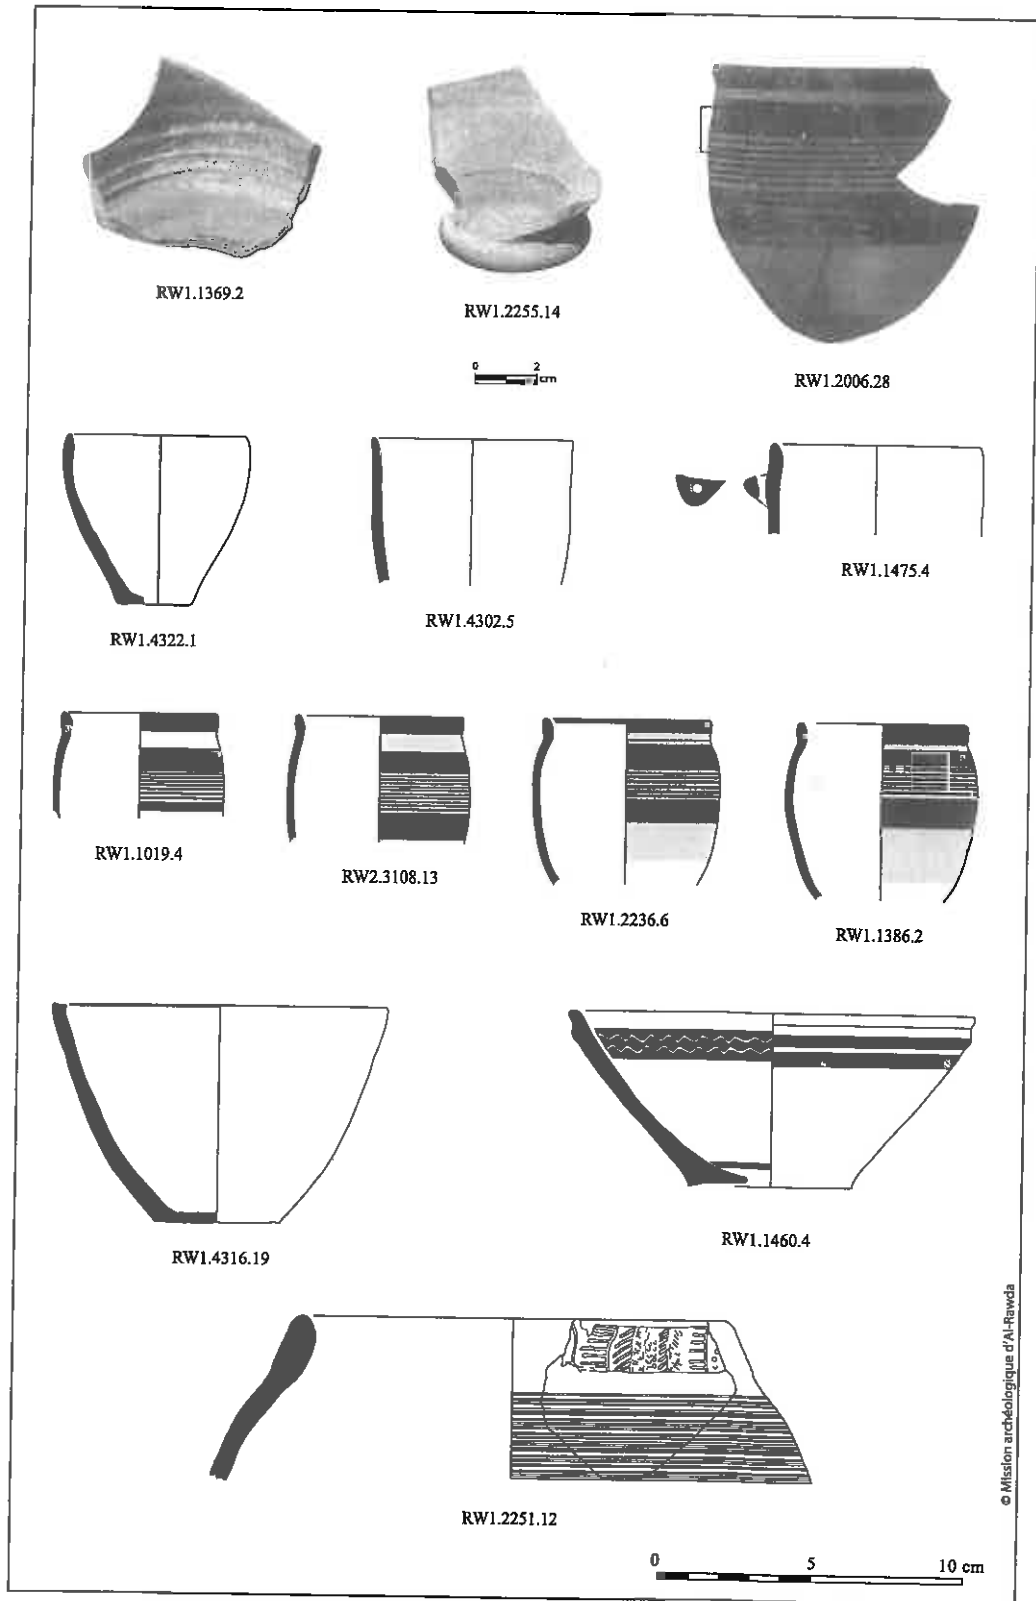 RW1.1369.2
RW1.2255.14
RW1.2006.28
0 2
cm
RW1.4322.1
RW1.4302.5
RW1.1475.4
RW1.1019.4
RW2.3108.13
RW1.2236.6
RW1.1386.2
RW1.4316.19
RW1.1460.4
RW1.2251.12
0 5 10 cm
© Mission archéologique d'Al-Rawda